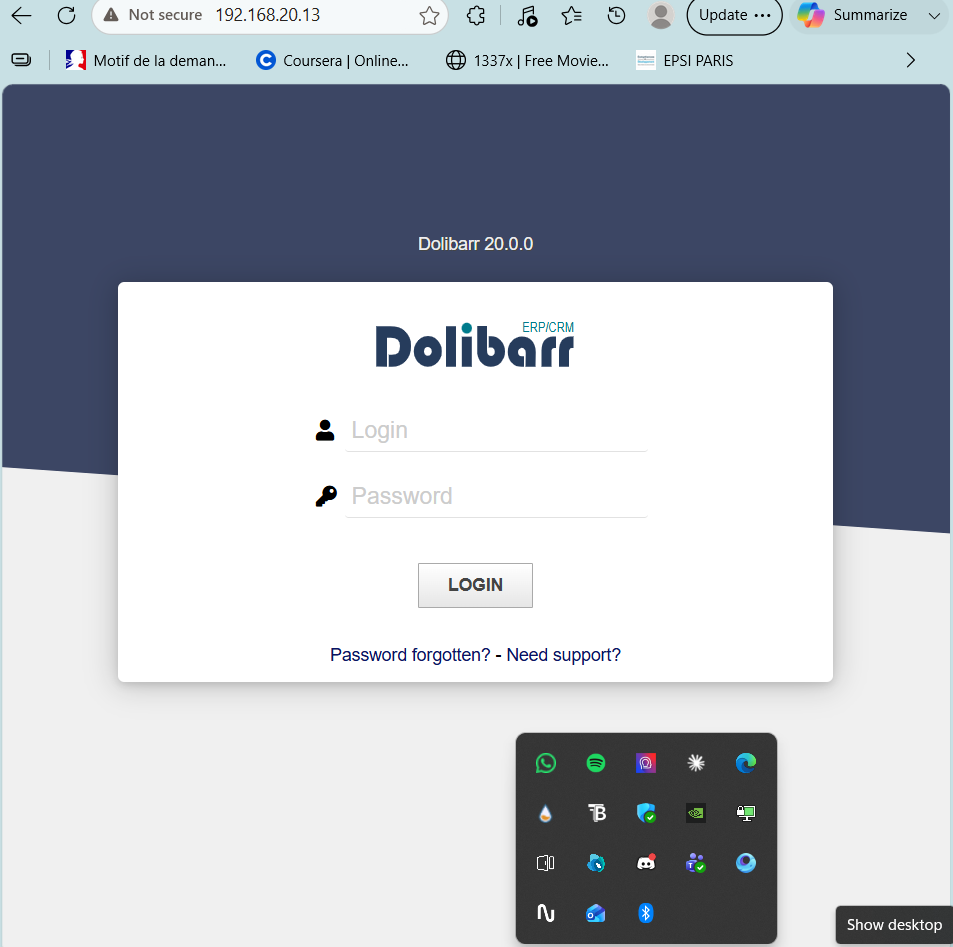 Not secure 192.168.20.13 Update Summarize
Motif de la deman... Coursera | Online... 1337x | Free Movie... EPSI PARIS
Dolibarr 20.0.0
ERP/CRM
Dolibarr
Login
Password
LOGIN
Password forgotten? - Need support?
Show desktop